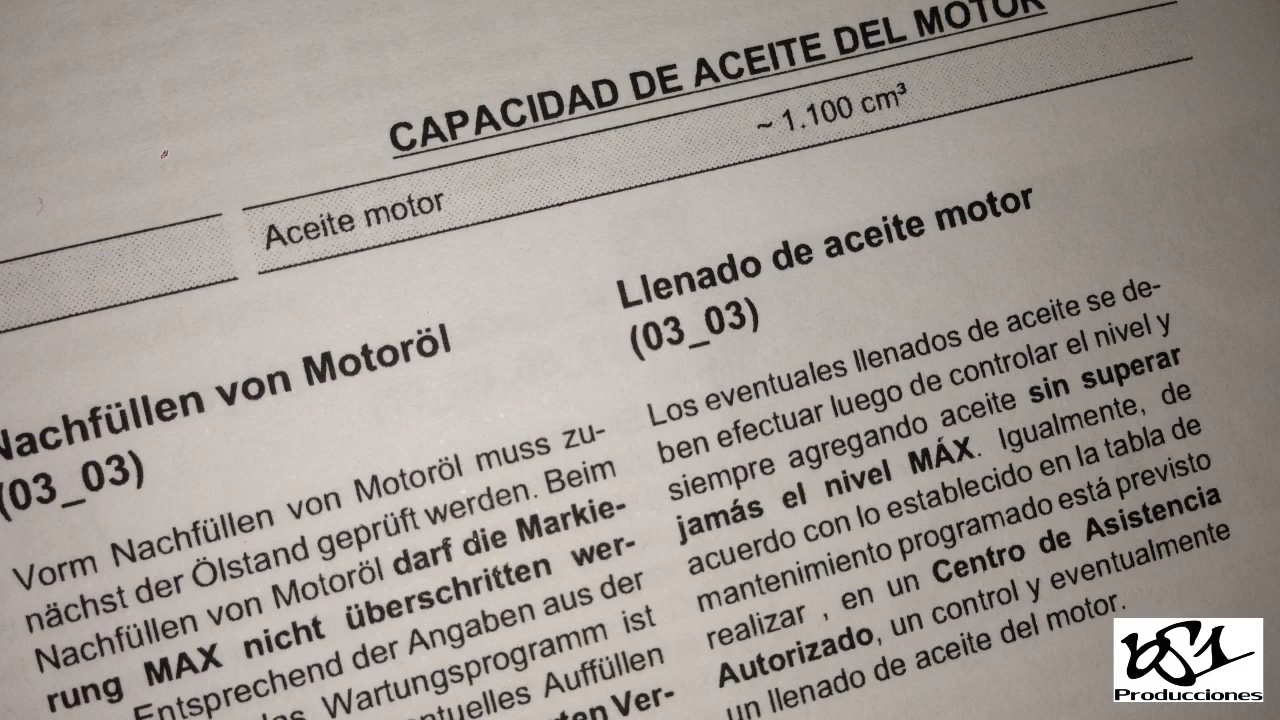 CAPACIDAD DE ACEITE DEL MOTOR
Aceite motor ~ 1.100 cm³
Nachfüllen von Motoröl
(03_03)
Vorm Nachfüllen von Motoröl muss zu-
nächst der Ölstand geprüft werden. Beim
Nachfüllen von Motoröl darf die Markie-
rung MAX nicht überschritten wer-
Entsprechend der Angaben aus der
Wartungsprogramm ist
Auffüllen
Ver-
Llenado de aceite motor
(03_03)
Los eventuales llenados de aceite se de-
ben efectuar luego de controlar el nivel y
siempre agregando aceite sin superar
jamás el nivel MÁX. Igualmente, de
acuerdo con lo establecido en la tabla de
mantenimiento programado está previsto
realizar , en un Centro de Asistencia
Autorizado, un control y eventualmente
un llenado de aceite del motor.
bS1
Producciones